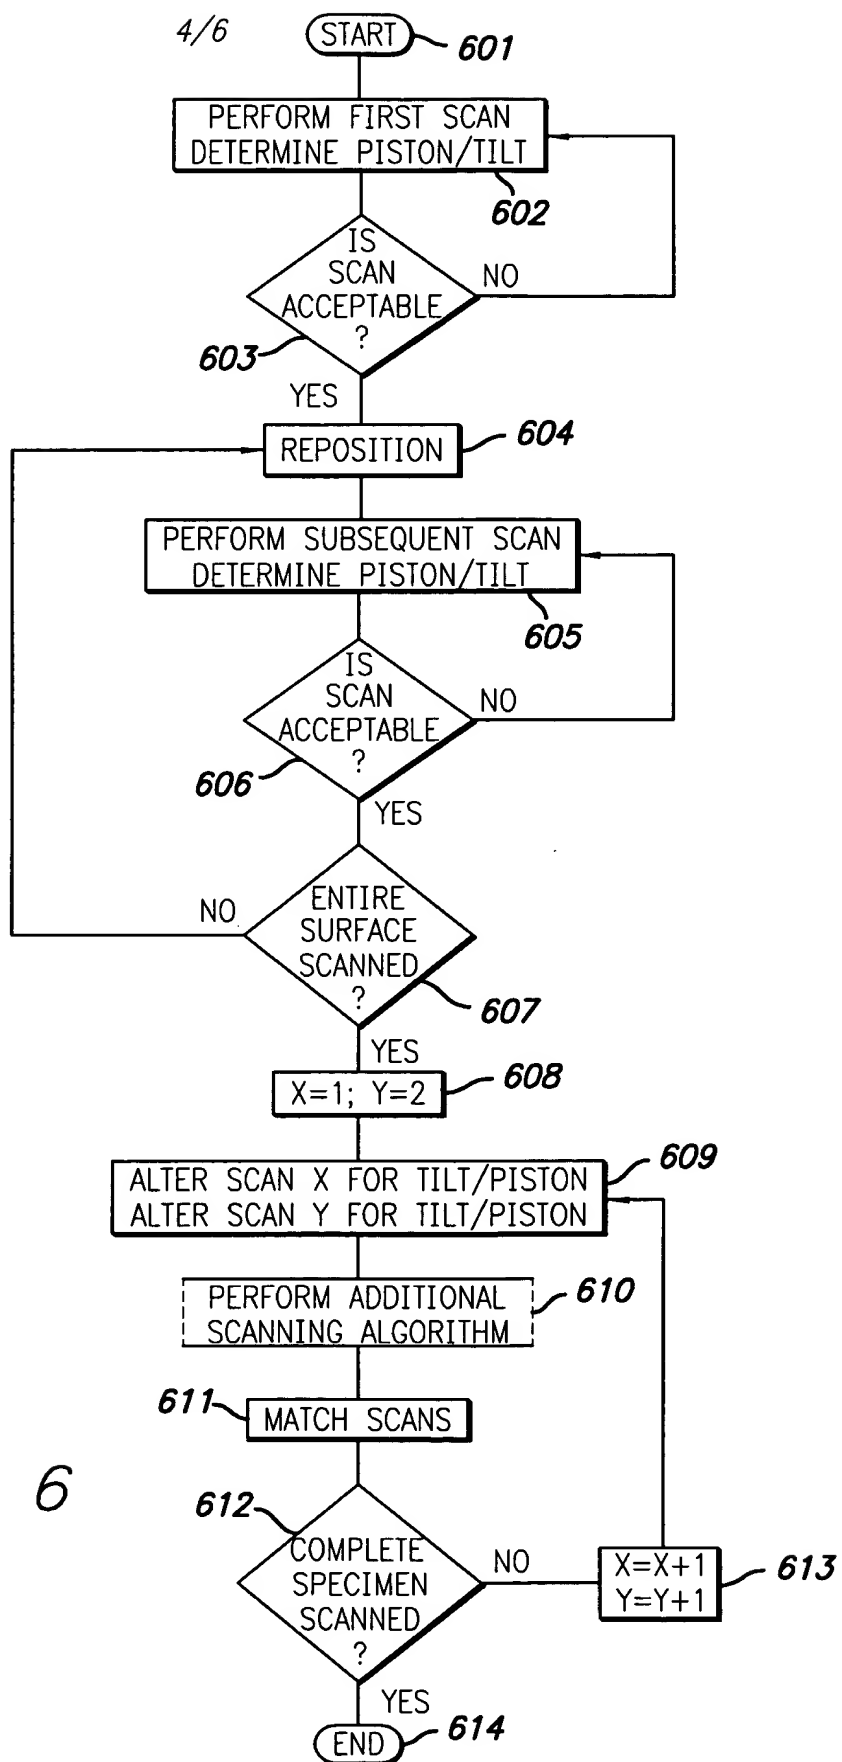 4/6
START
601
PERFORM FIRST SCAN
DETERMINE PISTON/TILT
602
IS
SCAN
ACCEPTABLE
?
NO
603
YES
REPOSITION
604
PERFORM SUBSEQUENT SCAN
DETERMINE PISTON/TILT
605
IS
SCAN
ACCEPTABLE
?
NO
606
YES
ENTIRE
SURFACE
SCANNED
?
NO
607
YES
X=1; Y=2
608
ALTER SCAN X FOR TILT/PISTON
ALTER SCAN Y FOR TILT/PISTON
609
PERFORM ADDITIONAL
SCANNING ALGORITHM
610
611
MATCH SCANS
6
612
COMPLETE
SPECIMEN
SCANNED
?
NO
X=X+1
Y=Y+1
613
YES
END
614